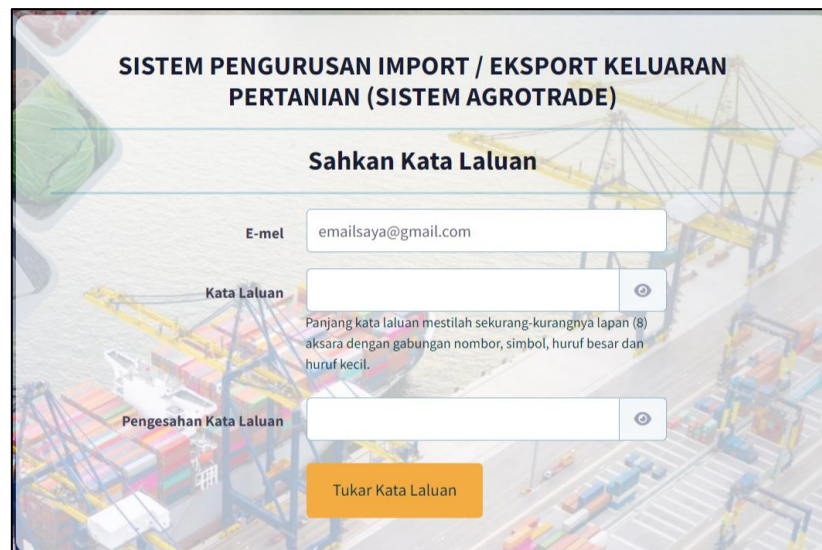 SISTEM PENGURUSAN IMPORT / EKSPORT KELUARAN
PERTANIAN (SISTEM AGROTRADE)
Sahkan Kata Laluan
E-mel
emailsaya@gmail.com
Kata Laluan
Panjang kata laluan mestilah sekurang-kurangnya lapan (8)
aksara dengan gabungan nombor, simbol, huruf besar dan
huruf kecil.
Pengesahan Kata Laluan
Tukar Kata Laluan